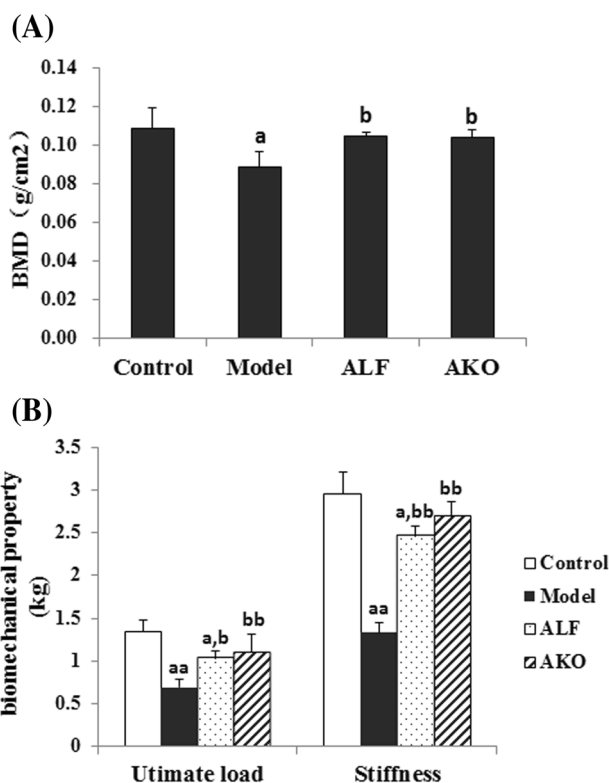 (A)
0.14
0.12
0.10
0.08
0.06
0.04
0.02
0.00
BMD（g/cm2）
a
b
b
Control Model ALF AKO
(B)
3.5
3
2.5
2
1.5
1
0.5
0
biomechanical property
(kg)
aa
a,b
bb
aa
a,bb
bb
Utimate load Stiffness
Control
Model
ALF
AKO